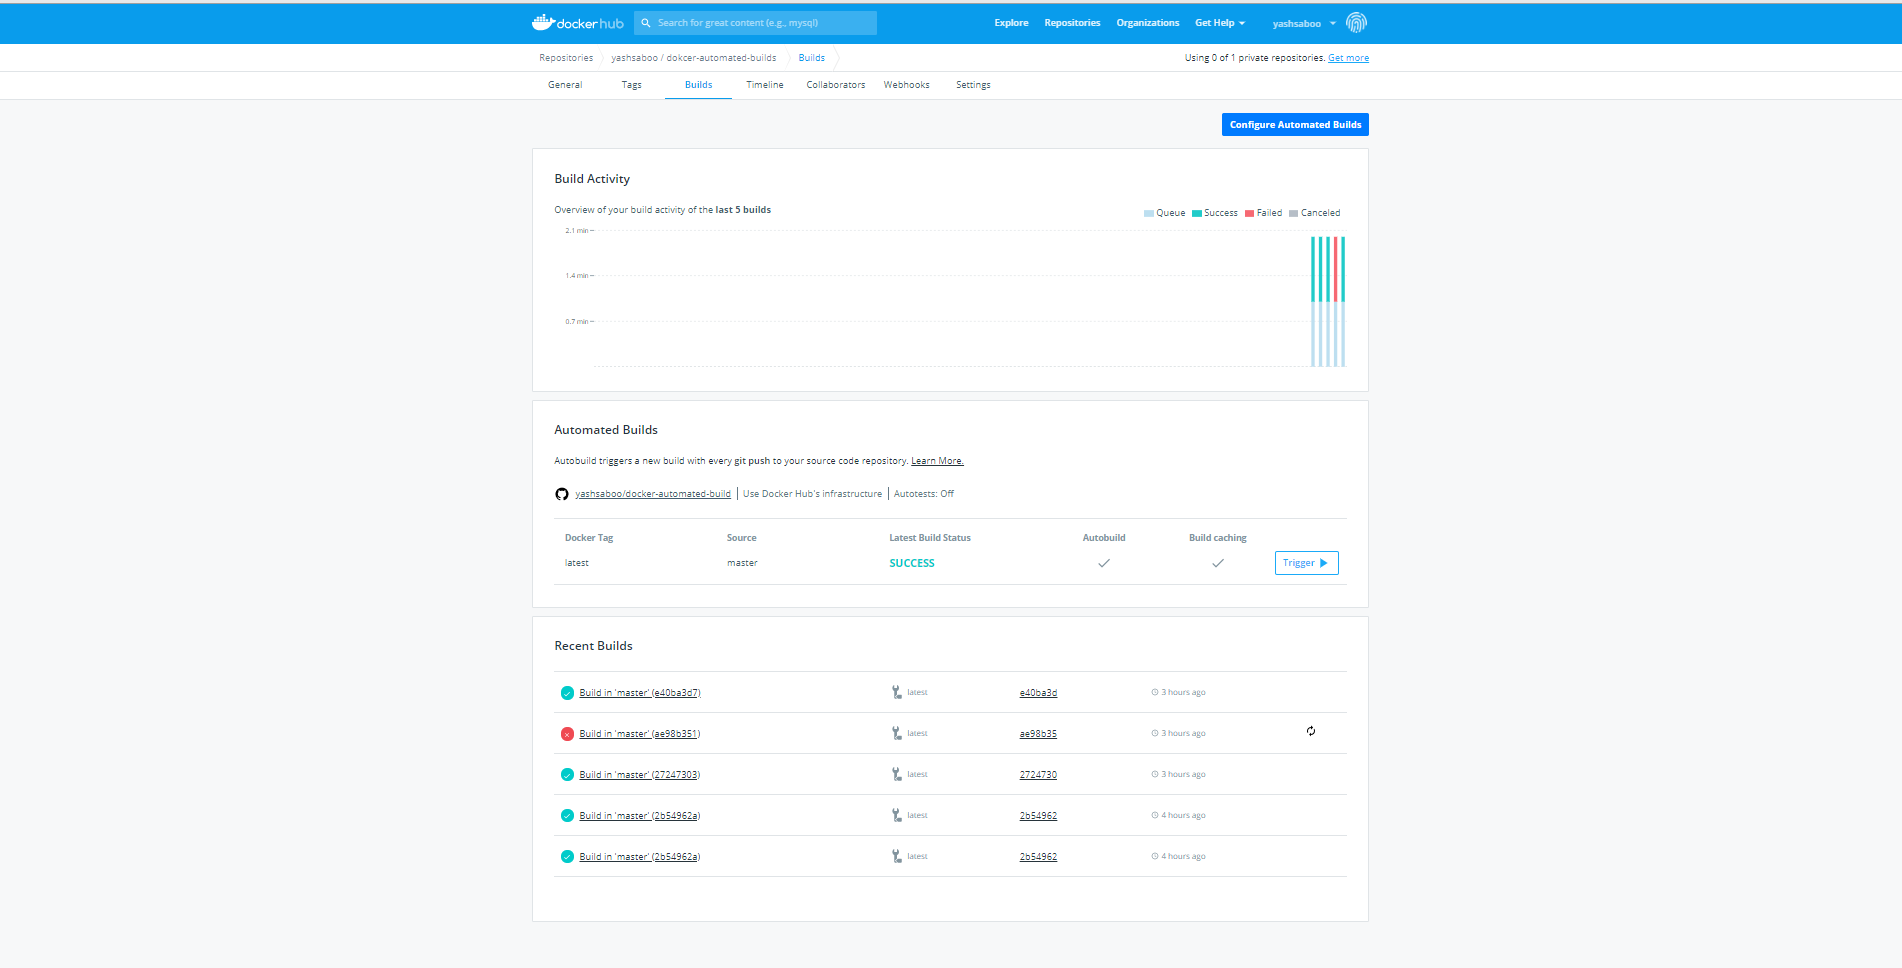 dockerhub Search for great content (e.g., mysql) Explore Repositories Organizations Get Help yashsaboo
Repositories yashsaboo / dokcer-automated-builds Builds Using 0 of 1 private repositories. Get more
General Tags Builds Timeline Collaborators Webhooks Settings
Configure Automated Builds
Build Activity
Overview of your build activity of the last 5 builds
Queue Success Failed Canceled
2.1 min
1.4 min
0.7 min
Automated Builds
Autobuild triggers a new build with every git push to your source code repository. Learn More.
yashsaboo/docker-automated-build Use Docker Hub's infrastructure Autotests: Off
Docker Tag Source Latest Build Status Autobuild Build caching
latest master SUCCESS Trigger
Recent Builds
Build in 'master' (e40ba3d7) latest e40ba3d 3 hours ago
Build in 'master' (ae98b351) latest ae98b35 3 hours ago
Build in 'master' (27247303) latest 2724730 3 hours ago
Build in 'master' (2b54962a) latest 2b54962 4 hours ago
Build in 'master' (2b54962a) latest 2b54962 4 hours ago